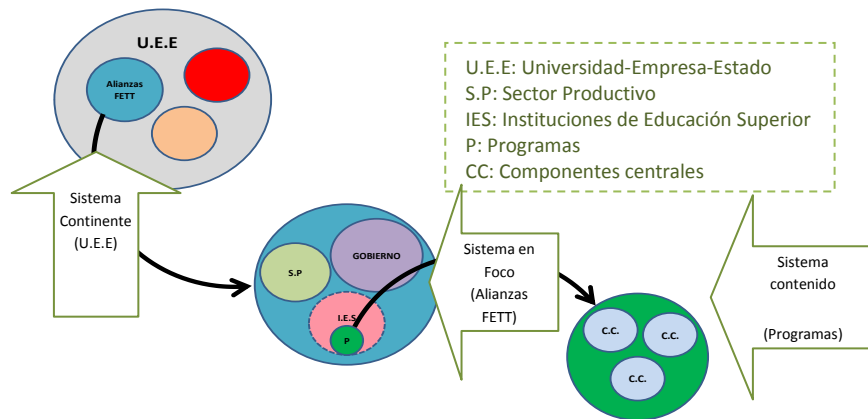 U.E.E
Alianzas
FETT
U.E.E: Universidad-Empresa-Estado
S.P: Sector Productivo
IES: Instituciones de Educación Superior
P: Programas
CC: Componentes centrales
Sistema
Continente
(U.E.E)
S.P
GOBIERNO
I.E.S
P
Sistema en
Foco
(Alianzas
FETT)
C.C.
C.C.
C.C.
Sistema
contenido
(Programas)